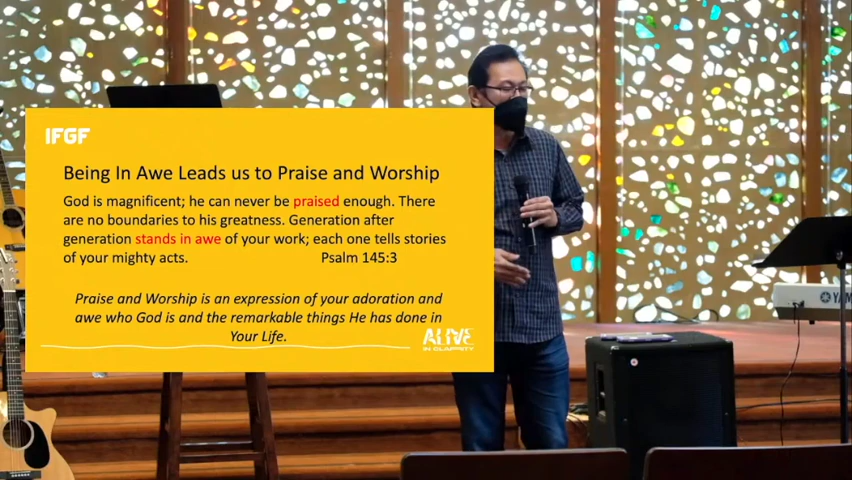 IFGF
Being In Awe Leads us to Praise and Worship
God is magnificent; he can never be praised enough. There
are no boundaries to his greatness. Generation after
generation stands in awe of your work; each one tells stories
of your mighty acts. Psalm 145:3
Praise and Worship is an expression of your adoration and
awe who God is and the remarkable things He has done in
Your Life.
ALIVE